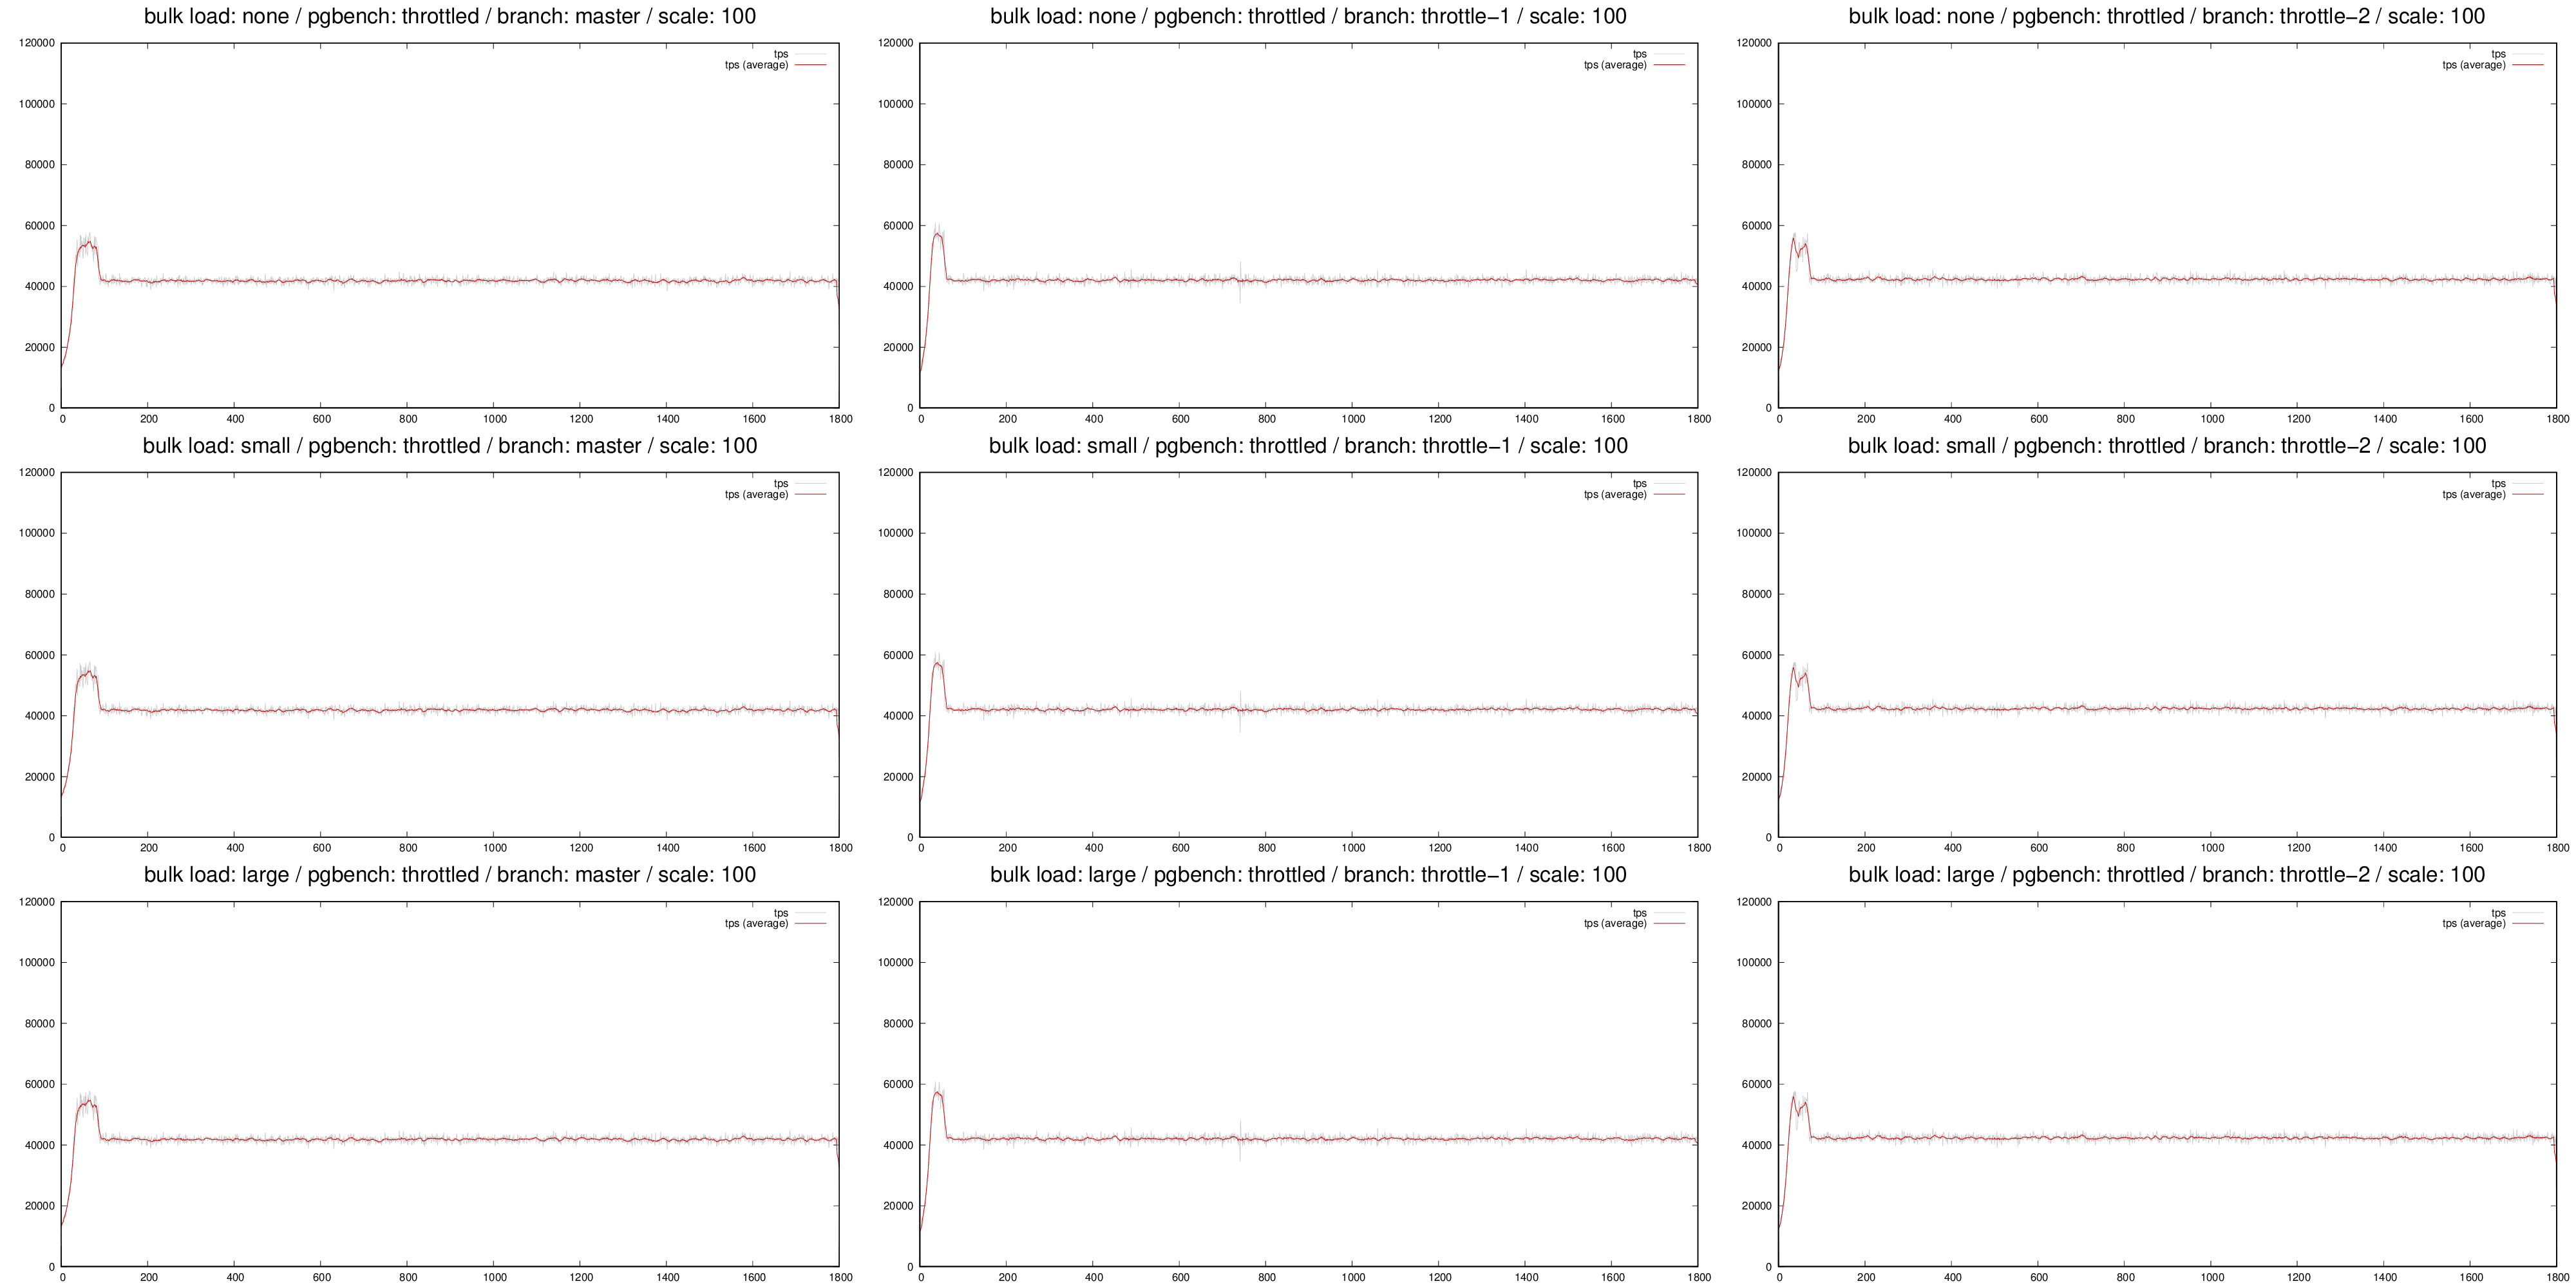 bulk load: none / pgbench: throttled / branch: master / scale: 100
120000
100000
80000
60000
40000
20000
0
0 200 400 600 800 1000 1200 1400 1600 1800
tps
tps (average)
bulk load: none / pgbench: throttled / branch: throttle−1 / scale: 100
120000
100000
80000
60000
40000
20000
0
0 200 400 600 800 1000 1200 1400 1600 1800
tps
tps (average)
bulk load: none / pgbench: throttled / branch: throttle−2 / scale: 100
120000
100000
80000
60000
40000
20000
0
0 200 400 600 800 1000 1200 1400 1600 1800
tps
tps (average)
bulk load: small / pgbench: throttled / branch: master / scale: 100
120000
100000
80000
60000
40000
20000
0
0 200 400 600 800 1000 1200 1400 1600 1800
tps
tps (average)
bulk load: small / pgbench: throttled / branch: throttle−1 / scale: 100
120000
100000
80000
60000
40000
20000
0
0 200 400 600 800 1000 1200 1400 1600 1800
tps
tps (average)
bulk load: small / pgbench: throttled / branch: throttle−2 / scale: 100
120000
100000
80000
60000
40000
20000
0
0 200 400 600 800 1000 1200 1400 1600 1800
tps
tps (average)
bulk load: large / pgbench: throttled / branch: master / scale: 100
120000
100000
80000
60000
40000
20000
0
0 200 400 600 800 1000 1200 1400 1600 1800
tps
tps (average)
bulk load: large / pgbench: throttled / branch: throttle−1 / scale: 100
120000
100000
80000
60000
40000
20000
0
0 200 400 600 800 1000 1200 1400 1600 1800
tps
tps (average)
bulk load: large / pgbench: throttled / branch: throttle−2 / scale: 100
120000
100000
80000
60000
40000
20000
0
0 200 400 600 800 1000 1200 1400 1600 1800
tps
tps (average)